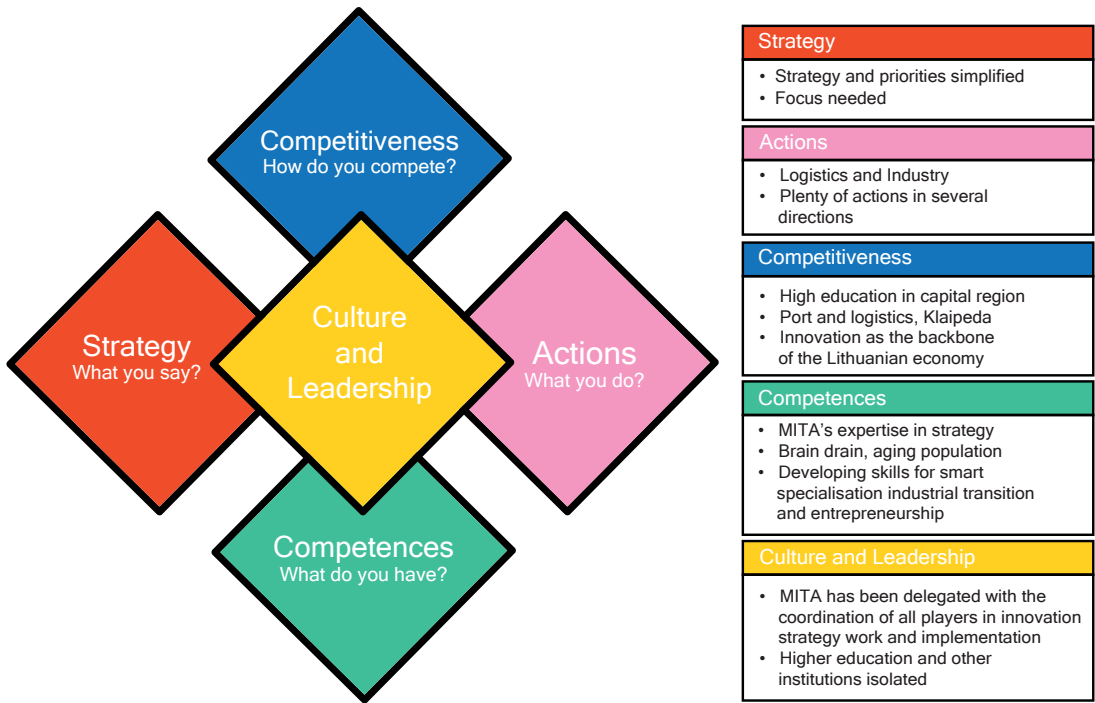 Competitiveness
How do you compete?
Strategy
What you say?
Culture
and
Leadership
Actions
What you do?
Competences
What do you have?
Strategy
• Strategy and priorities simplified
• Focus needed
Actions
• Logistics and Industry
• Plenty of actions in several
directions
Competitiveness
• High education in capital region
• Port and logistics, Klaipeda
• Innovation as the backbone
of the Lithuanian economy
Competences
• MITA's expertise in strategy
• Brain drain, aging population
• Developing skills for smart
specialisation industrial transition
and entrepreneurship
Culture and Leadership
• MITA has been delegated with the
coordination of all players in innovation
strategy work and implementation
• Higher education and other
institutions isolated